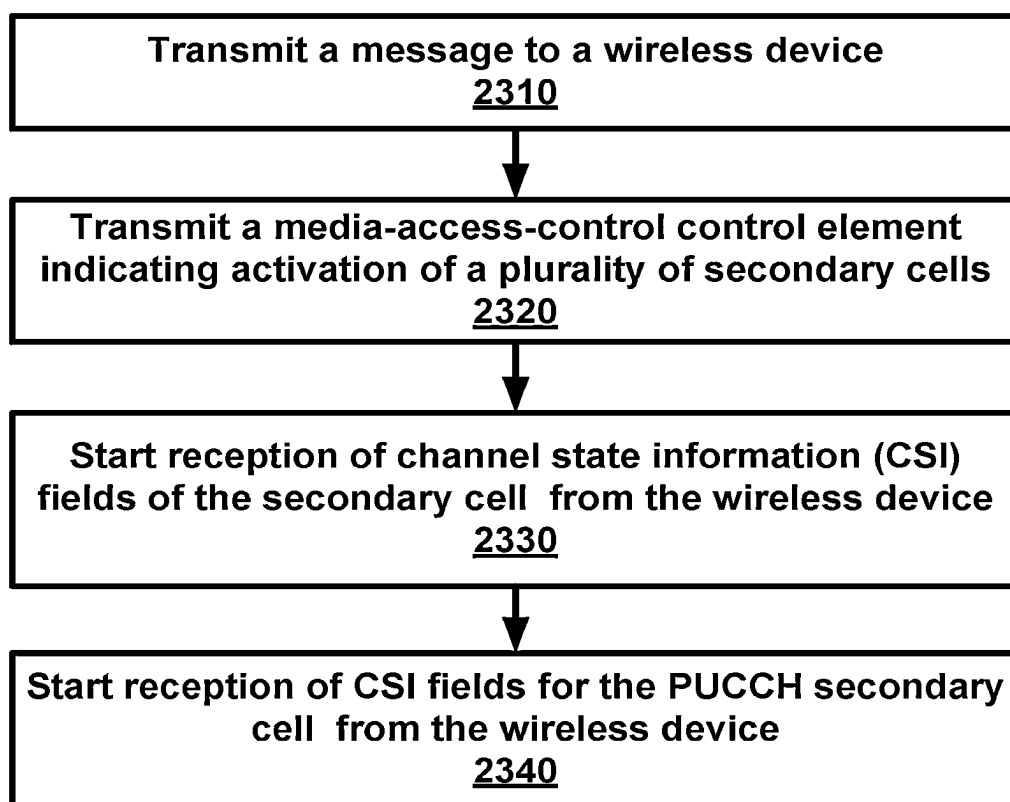 Transmit a message to a wireless device
2310
Transmit a media-access-control control element
indicating activation of a plurality of secondary cells
2320
Start reception of channel state information (CSI)
fields of the secondary cell from the wireless device
2330
Start reception of CSI fields for the PUCCH secondary
cell from the wireless device
2340